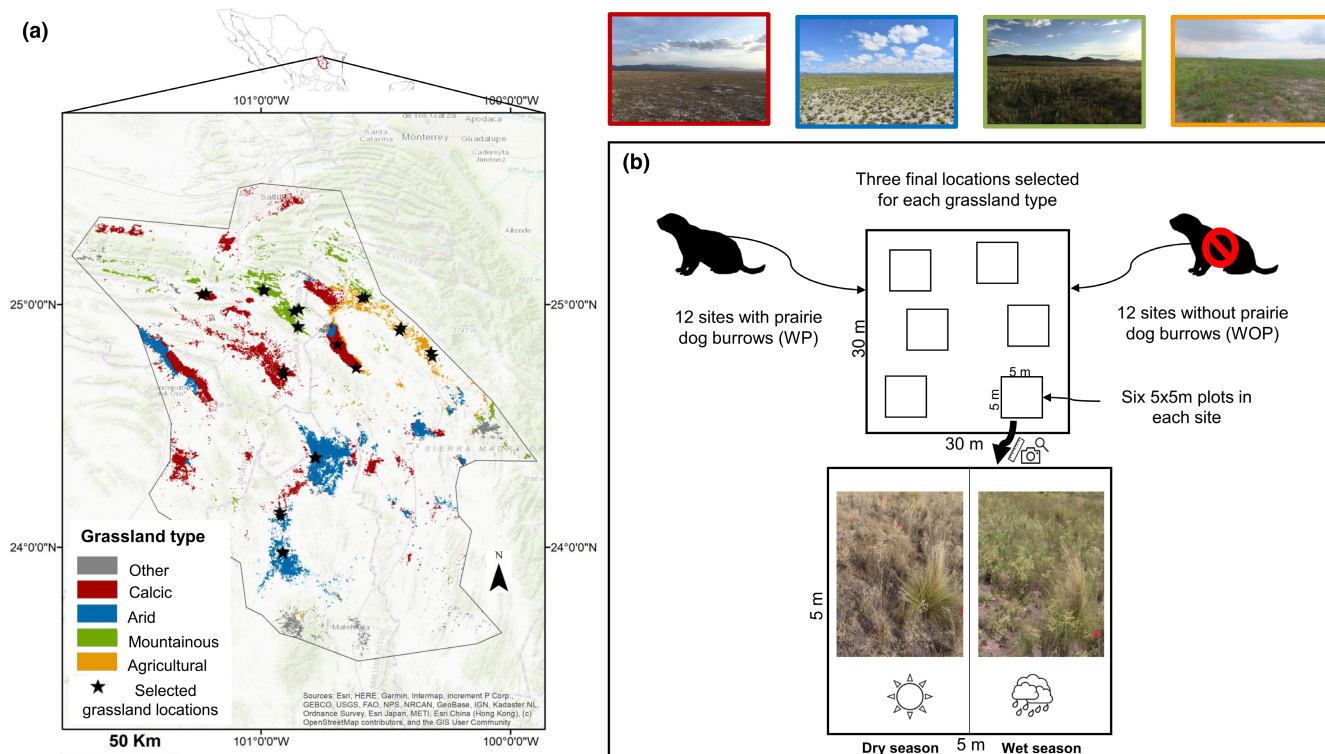 (a)
101°0'0"W
100°0'0"W
de los Garza
Apodaca
Santa
Catarina
Monterrey
Guadalupe
Cadereyta
Jiménez
Saltillo
Allende
3462 m
NUEVO LEÓN
25°0'0"N
25°0'0"N
SIERRA MADRE
24°0'0"N
24°0'0"N
Matehuala
N
Grassland type
Other
Calcic
Arid
Mountainous
Agricultural
Selected
grassland locations
Sources: Esri, HERE, Garmin, Intermap, increment P Corp.,
GEBCO, USGS, FAO, NPS, NRCAN, GeoBase, IGN, Kadaster NL,
Ordnance Survey, Esri Japan, METI, Esri China (Hong Kong), (c)
OpenStreetMap contributors, and the GIS User Community
50 Km
101°0'0"W
100°0'0"W
(b)
Three final locations selected
for each grassland type
12 sites with prairie
dog burrows (WP)
12 sites without prairie
dog burrows (WOP)
30 m
5 m
5 m
Six 5x5m plots in
each site
30 m
5 m
Dry season
5 m
Wet season